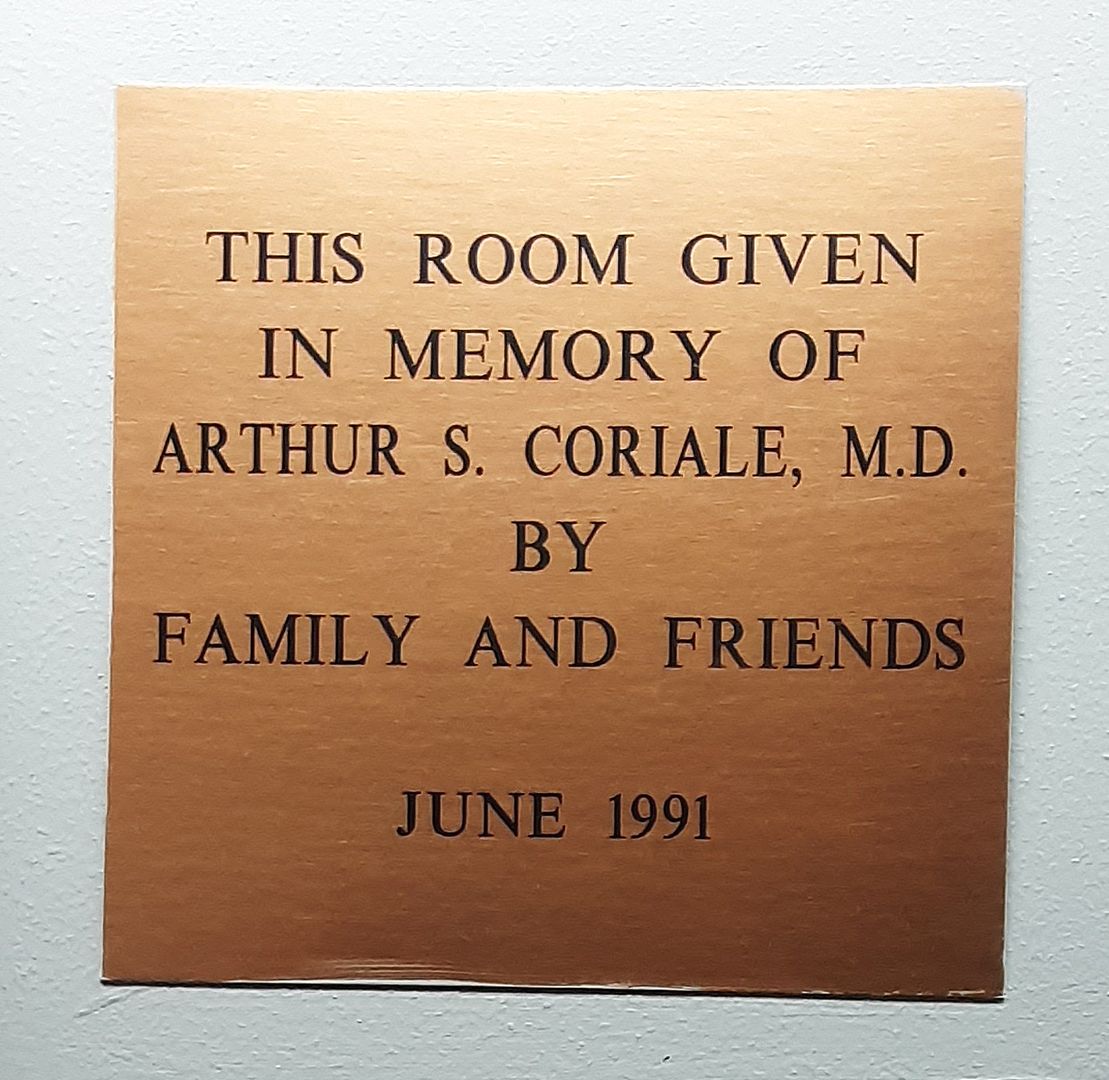 THIS ROOM GIVEN
IN MEMORY OF
ARTHUR S. CORIALE, M.D.
BY
FAMILY AND FRIENDS
JUNE 1991